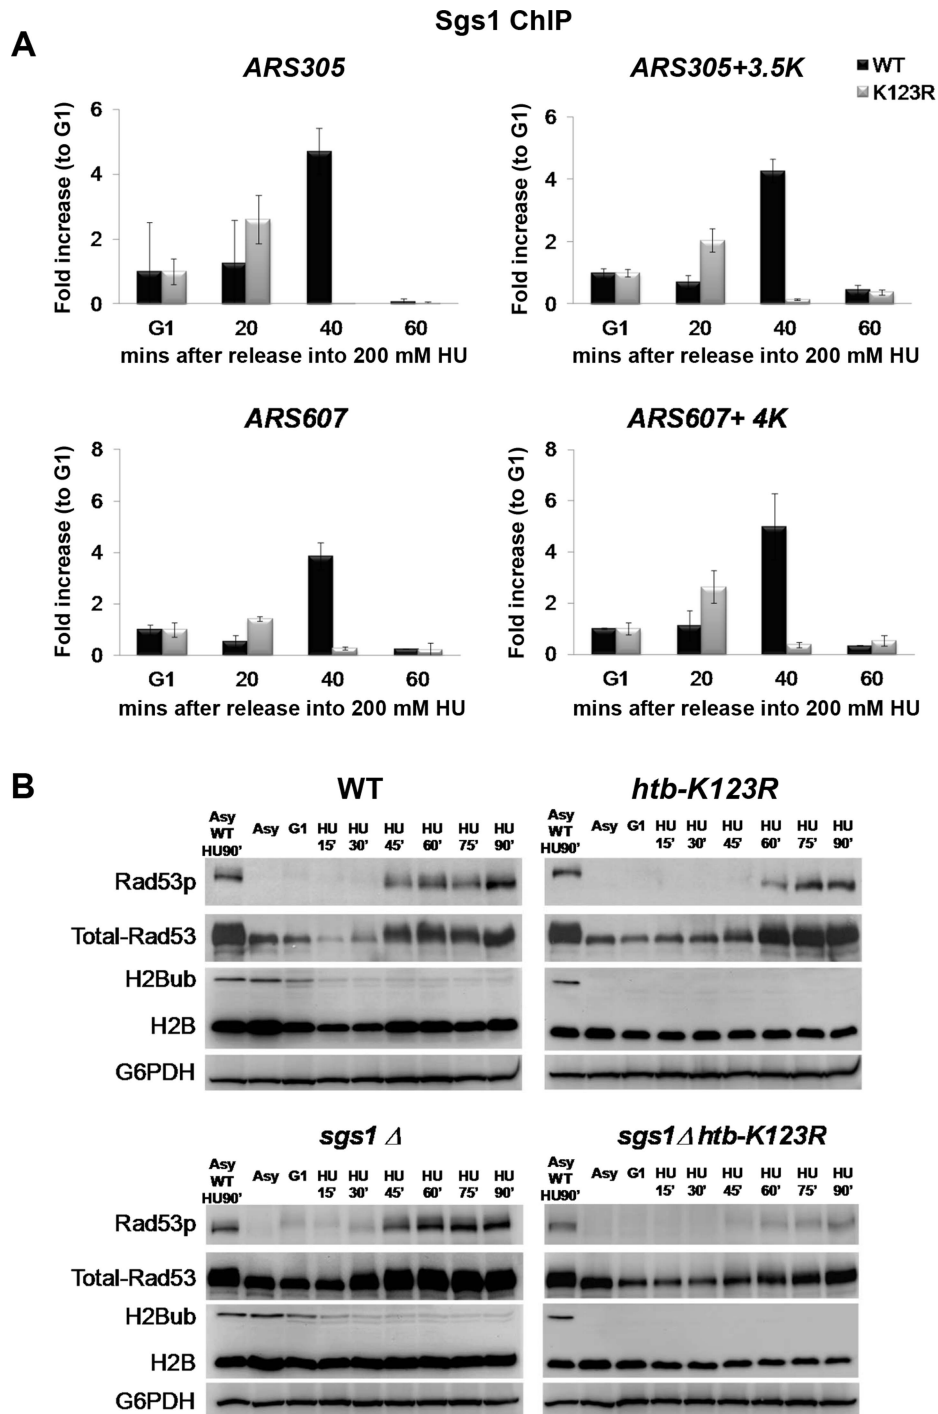 Sgs1 ChIP
A
ARS305
ARS305+3.5K
WT
K123R
Fold increase (to G1)
6
4
2
0
G1 20 40 60
mins after release into 200 mM HU
Fold increase (to G1)
6
4
2
0
G1 20 40 60
mins after release into 200 mM HU
ARS607
ARS607+ 4K
Fold increase (to G1)
8
6
4
2
0
G1 20 40 60
mins after release into 200 mM HU
Fold increase (to G1)
8
6
4
2
0
G1 20 40 60
mins after release into 200 mM HU
B
WT
Asy WT HU90' Asy G1 HU 15' HU 30' HU 45' HU 60' HU 75' HU 90'
htb-K123R
Asy WT HU90' Asy G1 HU 15' HU 30' HU 45' HU 60' HU 75' HU 90'
Rad53p
Total-Rad53
H2Bub
H2B
G6PDH
sgs1 Δ
Asy WT HU90' Asy G1 HU 15' HU 30' HU 45' HU 60' HU 75' HU 90'
sgs1Δ htb-K123R
Asy WT HU90' Asy G1 HU 15' HU 30' HU 45' HU 60' HU 75' HU 90'
Rad53p
Total-Rad53
H2Bub
H2B
G6PDH